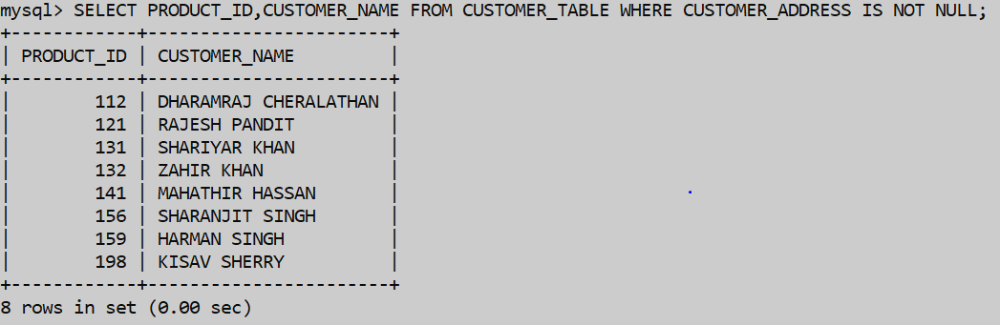 mysql> SELECT PRODUCT_ID,CUSTOMER_NAME FROM CUSTOMER_TABLE WHERE CUSTOMER_ADDRESS IS NOT NULL;
+------------+-----------------------+
| PRODUCT_ID | CUSTOMER_NAME         |
+------------+-----------------------+
|        112 | DHARAMRAJ CHERALATHAN |
|        121 | RAJESH PANDIT         |
|        131 | SHARIYAR KHAN         |
|        132 | ZAHIR KHAN            |
|        141 | MAHATHIR HASSAN       |
|        156 | SHARANJIT SINGH       |
|        159 | HARMAN SINGH          |
|        198 | KISAV SHERRY          |
+------------+-----------------------+
8 rows in set (0.00 sec)